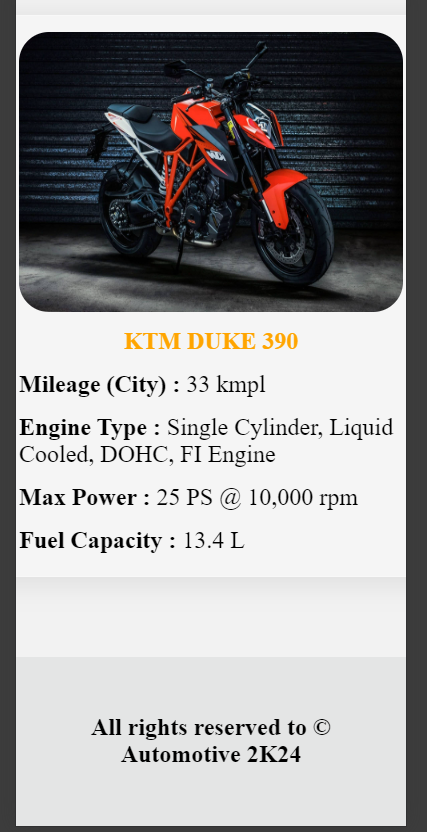 KTM DUKE 390
Mileage (City) : 33 kmpl
Engine Type : Single Cylinder, Liquid
Cooled, DOHC, FI Engine
Max Power : 25 PS @ 10,000 rpm
Fuel Capacity : 13.4 L
All rights reserved to ©
Automotive 2K24